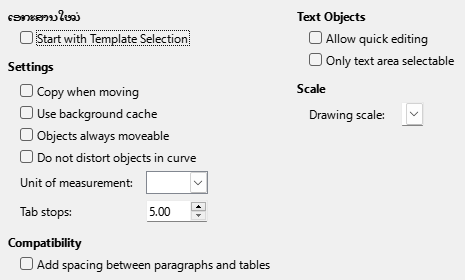 ເອກະສານໃໝ່
Start with Template Selection
Settings
Copy when moving
Use background cache
Objects always moveable
Do not distort objects in curve
Unit of measurement:
Tab stops: 5.00
Compatibility
Add spacing between paragraphs and tables
Text Objects
Allow quick editing
Only text area selectable
Scale
Drawing scale: